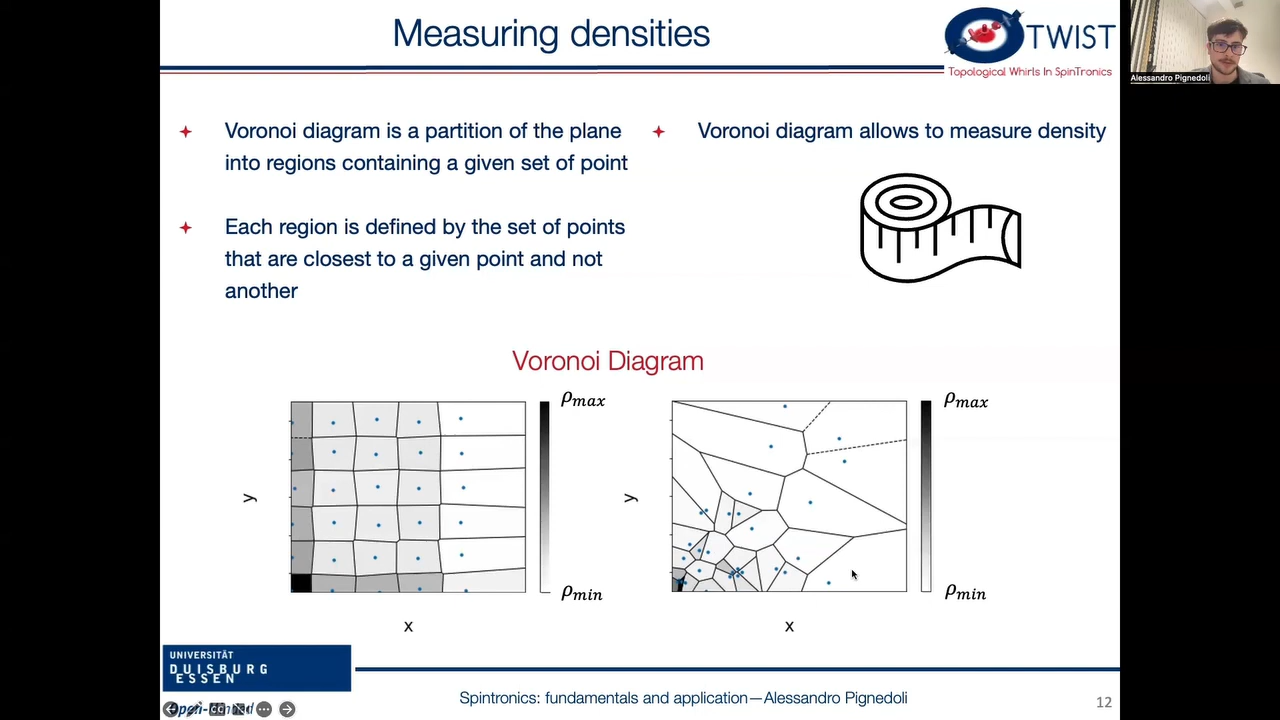 Measuring densities
TWIST
Topological Whirls In SpinTronics
Alessandro Pignedoli
Voronoi diagram is a partition of the plane
into regions containing a given set of point
Each region is defined by the set of points
that are closest to a given point and not
another
Voronoi diagram allows to measure density
Voronoi Diagram
ρmax
ρmin
y
x
ρmax
ρmin
y
x
UNIVERSITÄT
DUISBURG
ESSEN
Spintronics: fundamentals and application—Alessandro Pignedoli
12